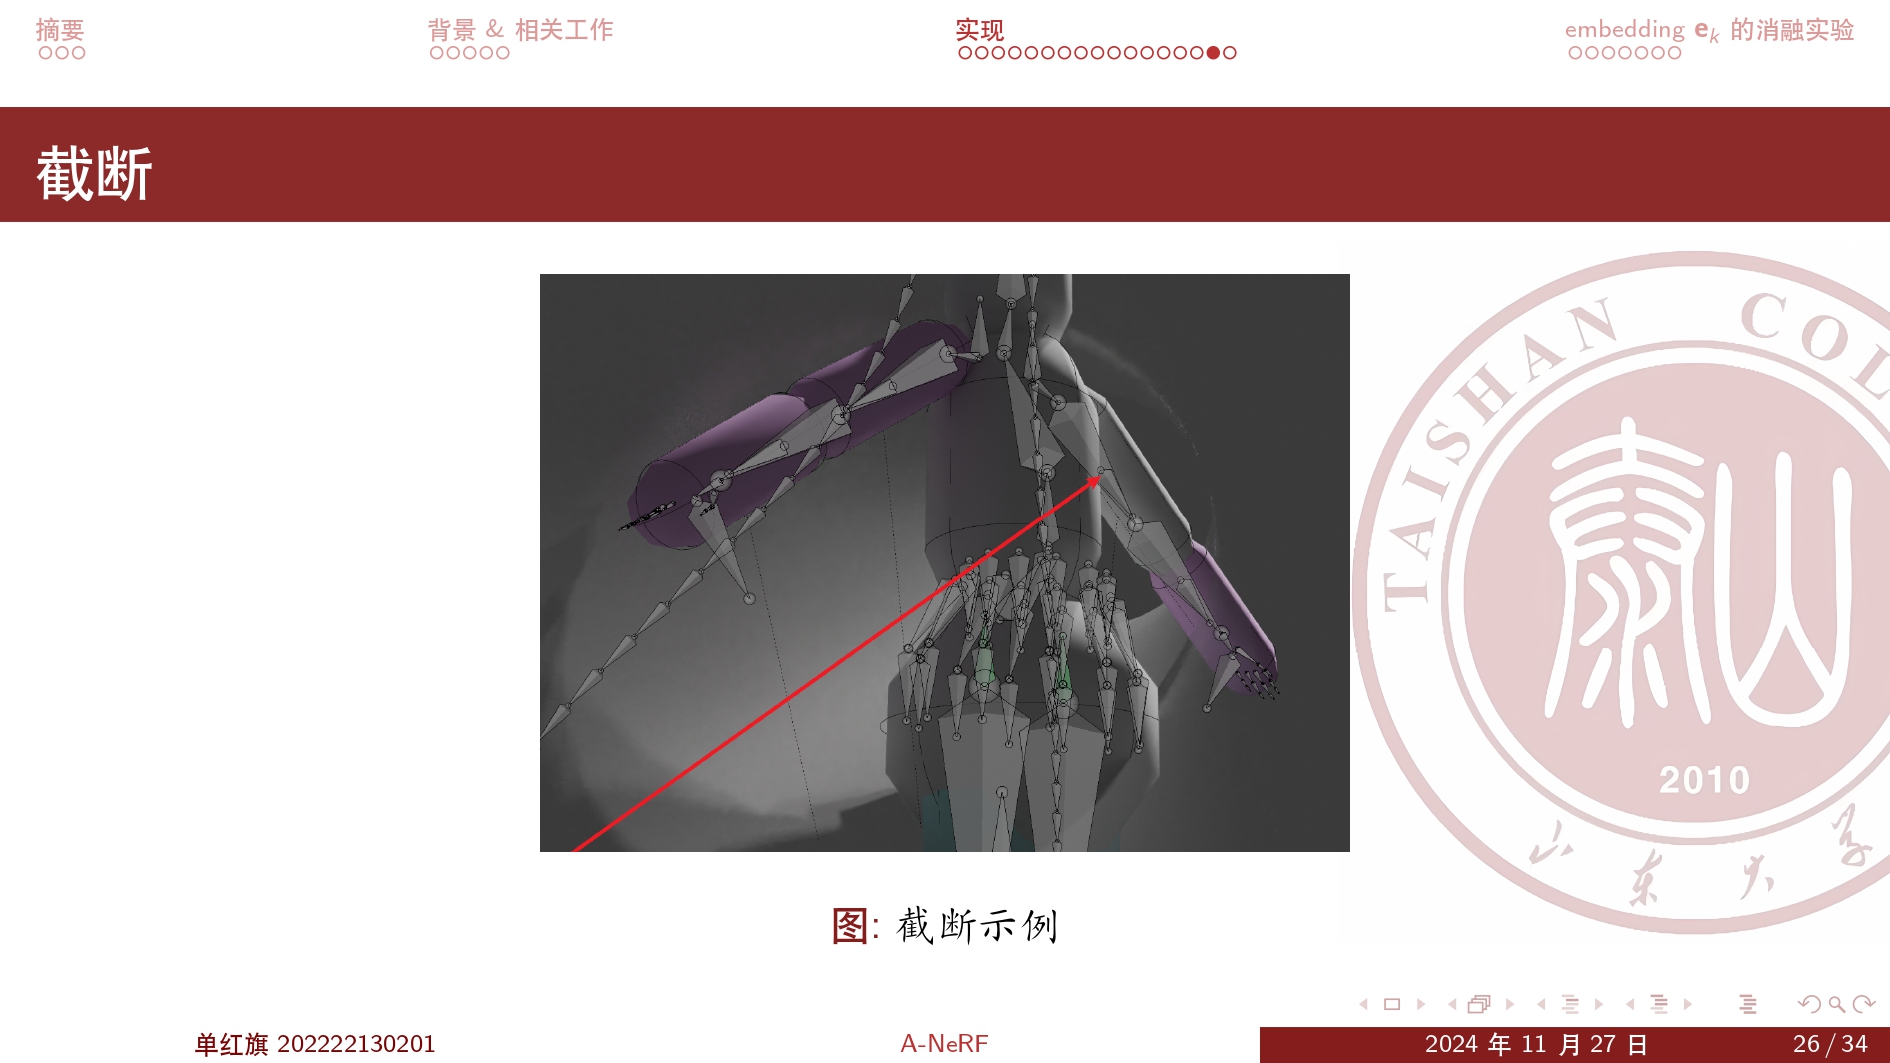 摘要
背景 & 相关工作
实现
embedding e_k 的消融实验
截断
TAISHAN COL
2010
山东大学
图: 截断示例
单红旗 202222130201
A-NeRF
2024 年 11 月 27 日
26 / 34